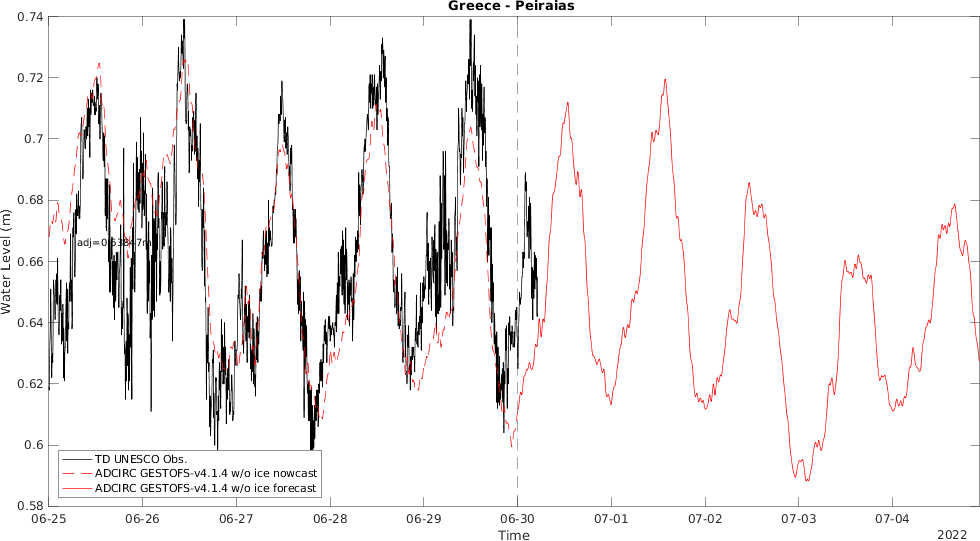 Greece - Peiraias
0.74
0.72
0.7
0.68
0.66
0.64
0.62
0.6
0.58
Water Level (m)
adj=0.63847m
TD UNESCO Obs.
ADCIRC GESTOFS-v4.1.4 w/o ice nowcast
ADCIRC GESTOFS-v4.1.4 w/o ice forecast
06-25 06-26 06-27 06-28 06-29 06-30 07-01 07-02 07-03 07-04
Time
2022